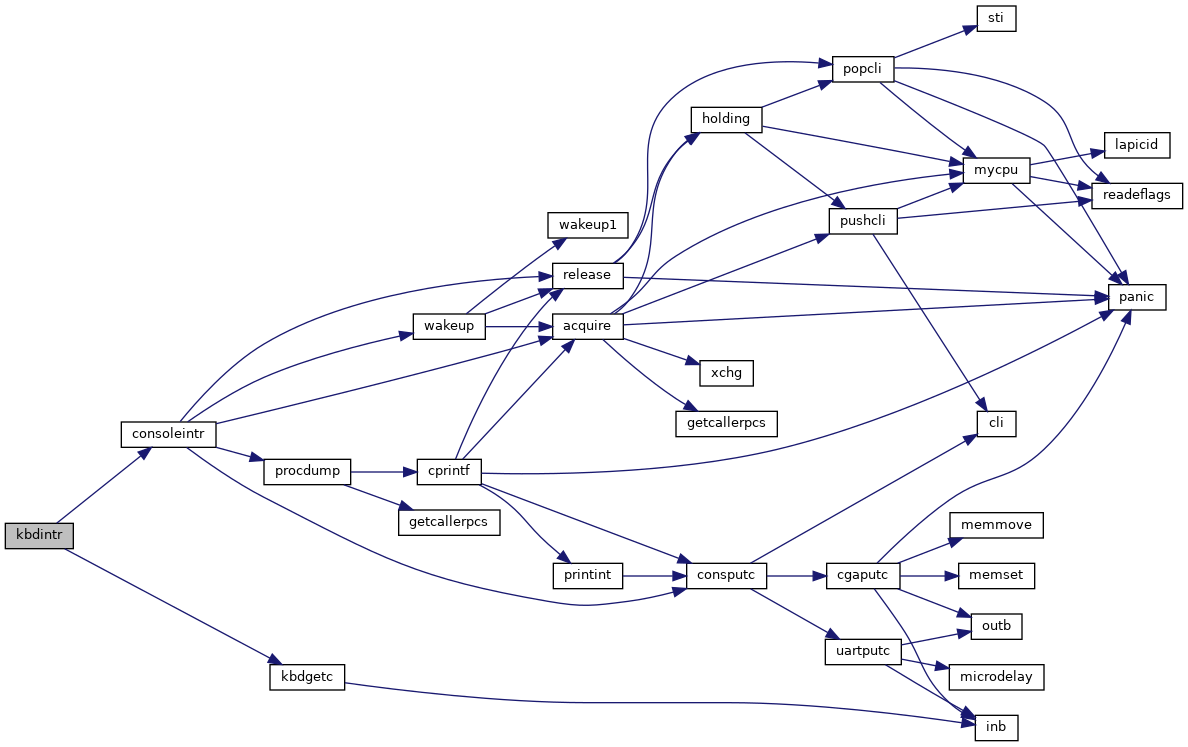 sti
popcli
holding
lapicid
mycpu
readeflags
pushcli
wakeup1
release
panic
wakeup
acquire
xchg
getcallerpcs
cli
consoleintr
procdump
cprintf
getcallerpcs
memmove
kbdintr
printint
consputc
cgaputc
memset
outb
uartputc
kbdgetc
microdelay
inb